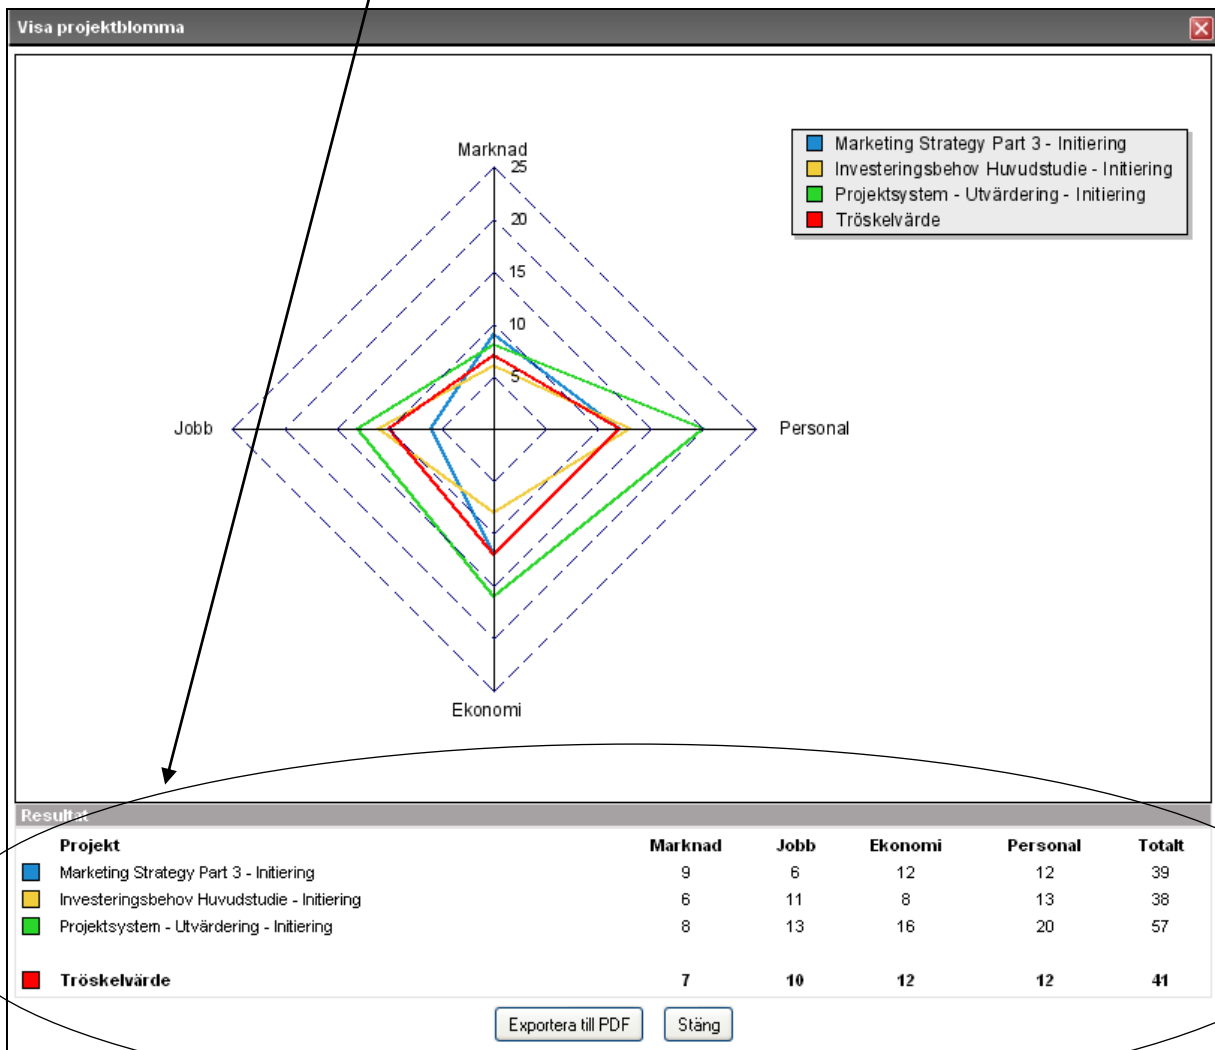 Visa projektblomma
Marknad
25
20
15
10
5
Jobb
Personal
Ekonomi
Marketing Strategy Part 3 - Initiering
Investeringsbehov Huvudstudie - Initiering
Projektsystem - Utvärdering - Initiering
Tröskelvärde
Resultat
Projekt Marknad Jobb Ekonomi Personal Totalt
Marketing Strategy Part 3 - Initiering 9 6 12 12 39
Investeringsbehov Huvudstudie - Initiering 6 11 8 13 38
Projektsystem - Utvärdering - Initiering 8 13 16 20 57
Tröskelvärde 7 10 12 12 41
Exportera till PDF Stäng